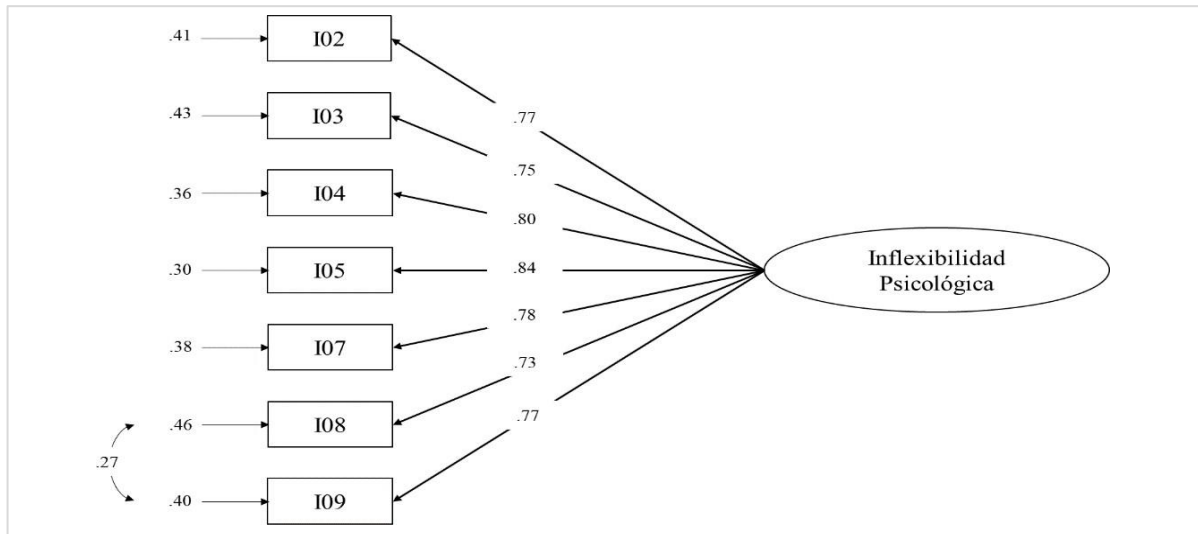 .41
I02
.77
.43
I03
.75
.36
I04
.80
.30
I05
.84
Inflexibilidad
Psicológica
.38
I07
.78
.46
I08
.73
.27
.40
I09
.77